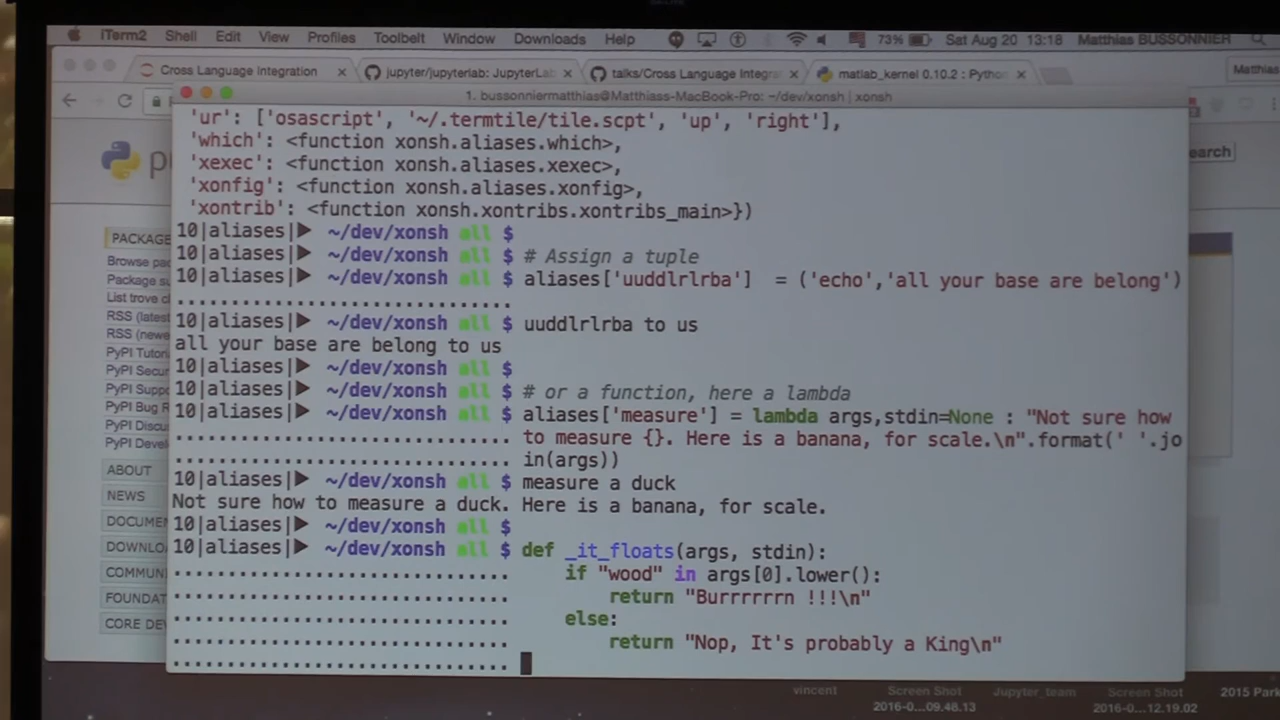 iTerm2 Shell Edit View Profiles Toolbelt Window Downloads Help 73% Sat Aug 20 13:18 Matthias BUSSONNIER
Cross Language Integration × jupyter/jupyterlab: JupyterLab × talks/Cross Language Integra × matlab_kernel 0.10.2 : Pytho × Matthias
1. bussonniermatthias@Matthiass-MacBook-Pro: ~/dev/xonsh | xonsh
'ur': ['osascript', '~/.termtile/tile.scpt', 'up', 'right'],
'which': <function xonsh.aliases.which>,
'xexec': <function xonsh.aliases.xexec>,
'xonfig': <function xonsh.aliases.xonfig>,
'xontrib': <function xonsh.xontribs.xontribs_main>})
10|aliases|▶ ~/dev/xonsh all $
10|aliases|▶ ~/dev/xonsh all $ # Assign a tuple
10|aliases|▶ ~/dev/xonsh all $ aliases['uuddlrlrba'] = ('echo','all your base are belong')
...............................
10|aliases|▶ ~/dev/xonsh all $ uuddlrlrba to us
all your base are belong to us
10|aliases|▶ ~/dev/xonsh all $
10|aliases|▶ ~/dev/xonsh all $ # or a function, here a lambda
10|aliases|▶ ~/dev/xonsh all $ aliases['measure'] = lambda args,stdin=None : "Not sure how
............................... to measure {}. Here is a banana, for scale.\n".format(' '.jo
............................... in(args))
10|aliases|▶ ~/dev/xonsh all $ measure a duck
Not sure how to measure a duck. Here is a banana, for scale.
10|aliases|▶ ~/dev/xonsh all $
10|aliases|▶ ~/dev/xonsh all $ def _it_floats(args, stdin):
............................... if "wood" in args[0].lower():
............................... return "Burrrrrrn !!!\n"
............................... else:
............................... return "Nop, It's probably a King\n"
...............................
p
earch
PACKAGE
Browse pac
Package su
List trove cl
RSS (latest
RSS (newe
PyPI Tutori
PyPI Secur
PyPI Suppo
PyPI Bug R
PyPI Discus
PyPI Devel
ABOUT
NEWS
DOCUMEN
DOWNLO
COMMUN
FOUNDAT
CORE DEV
vincent Screen Shot Jupyter_team Screen Shot 2015 Park
2016-0...09.48.13 2016-0...12.19.02